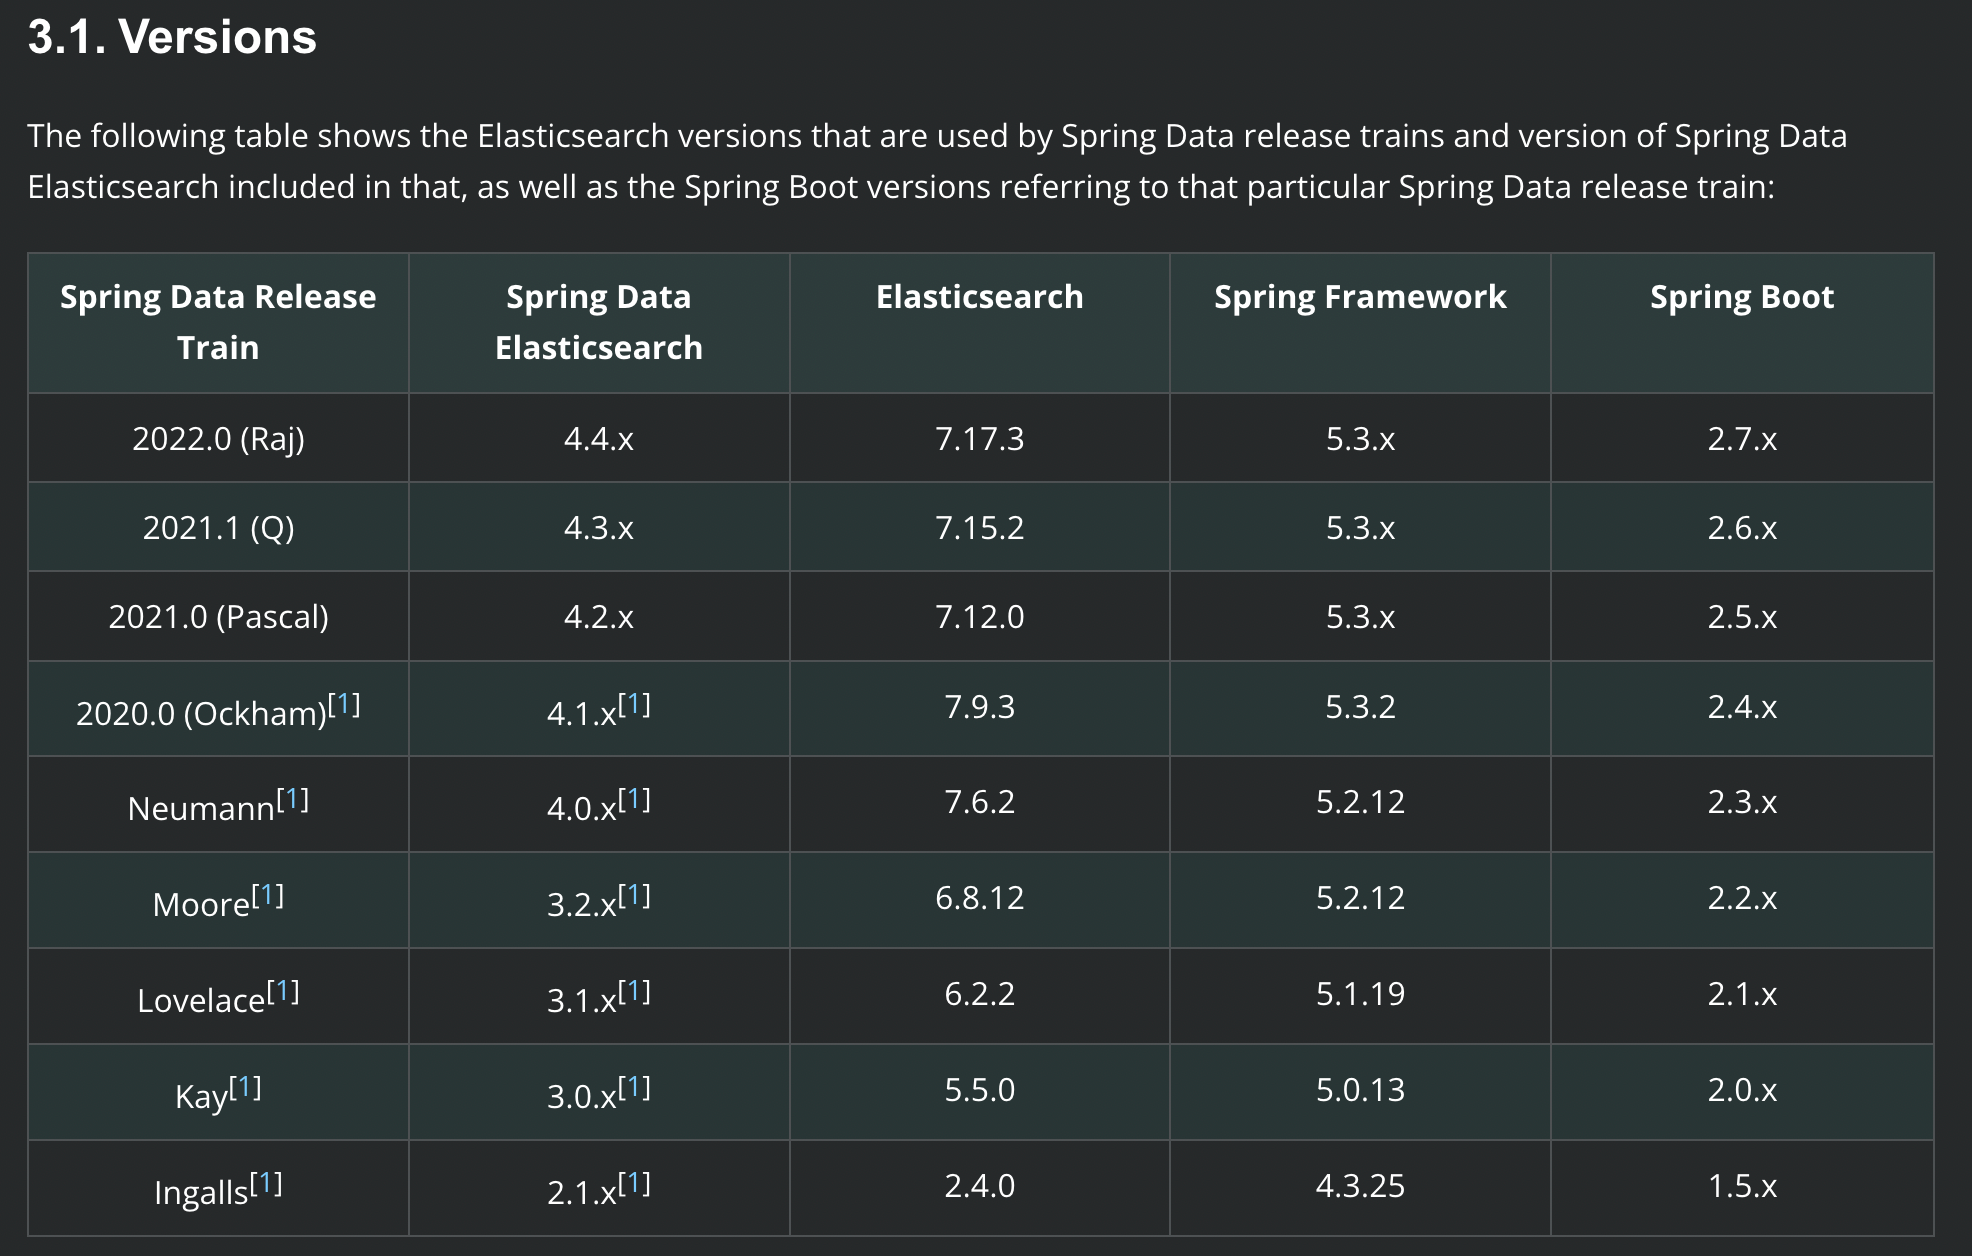 3.1. Versions
The following table shows the Elasticsearch versions that are used by Spring Data release trains and version of Spring Data
Elasticsearch included in that, as well as the Spring Boot versions referring to that particular Spring Data release train:
Spring Data Release Train Spring Data Elasticsearch Elasticsearch Spring Framework Spring Boot
2022.0 (Raj) 4.4.x 7.17.3 5.3.x 2.7.x
2021.1 (Q) 4.3.x 7.15.2 5.3.x 2.6.x
2021.0 (Pascal) 4.2.x 7.12.0 5.3.x 2.5.x
2020.0 (Ockham)[1] 4.1.x[1] 7.9.3 5.3.2 2.4.x
Neumann[1] 4.0.x[1] 7.6.2 5.2.12 2.3.x
Moore[1] 3.2.x[1] 6.8.12 5.2.12 2.2.x
Lovelace[1] 3.1.x[1] 6.2.2 5.1.19 2.1.x
Kay[1] 3.0.x[1] 5.5.0 5.0.13 2.0.x
Ingalls[1] 2.1.x[1] 2.4.0 4.3.25 1.5.x